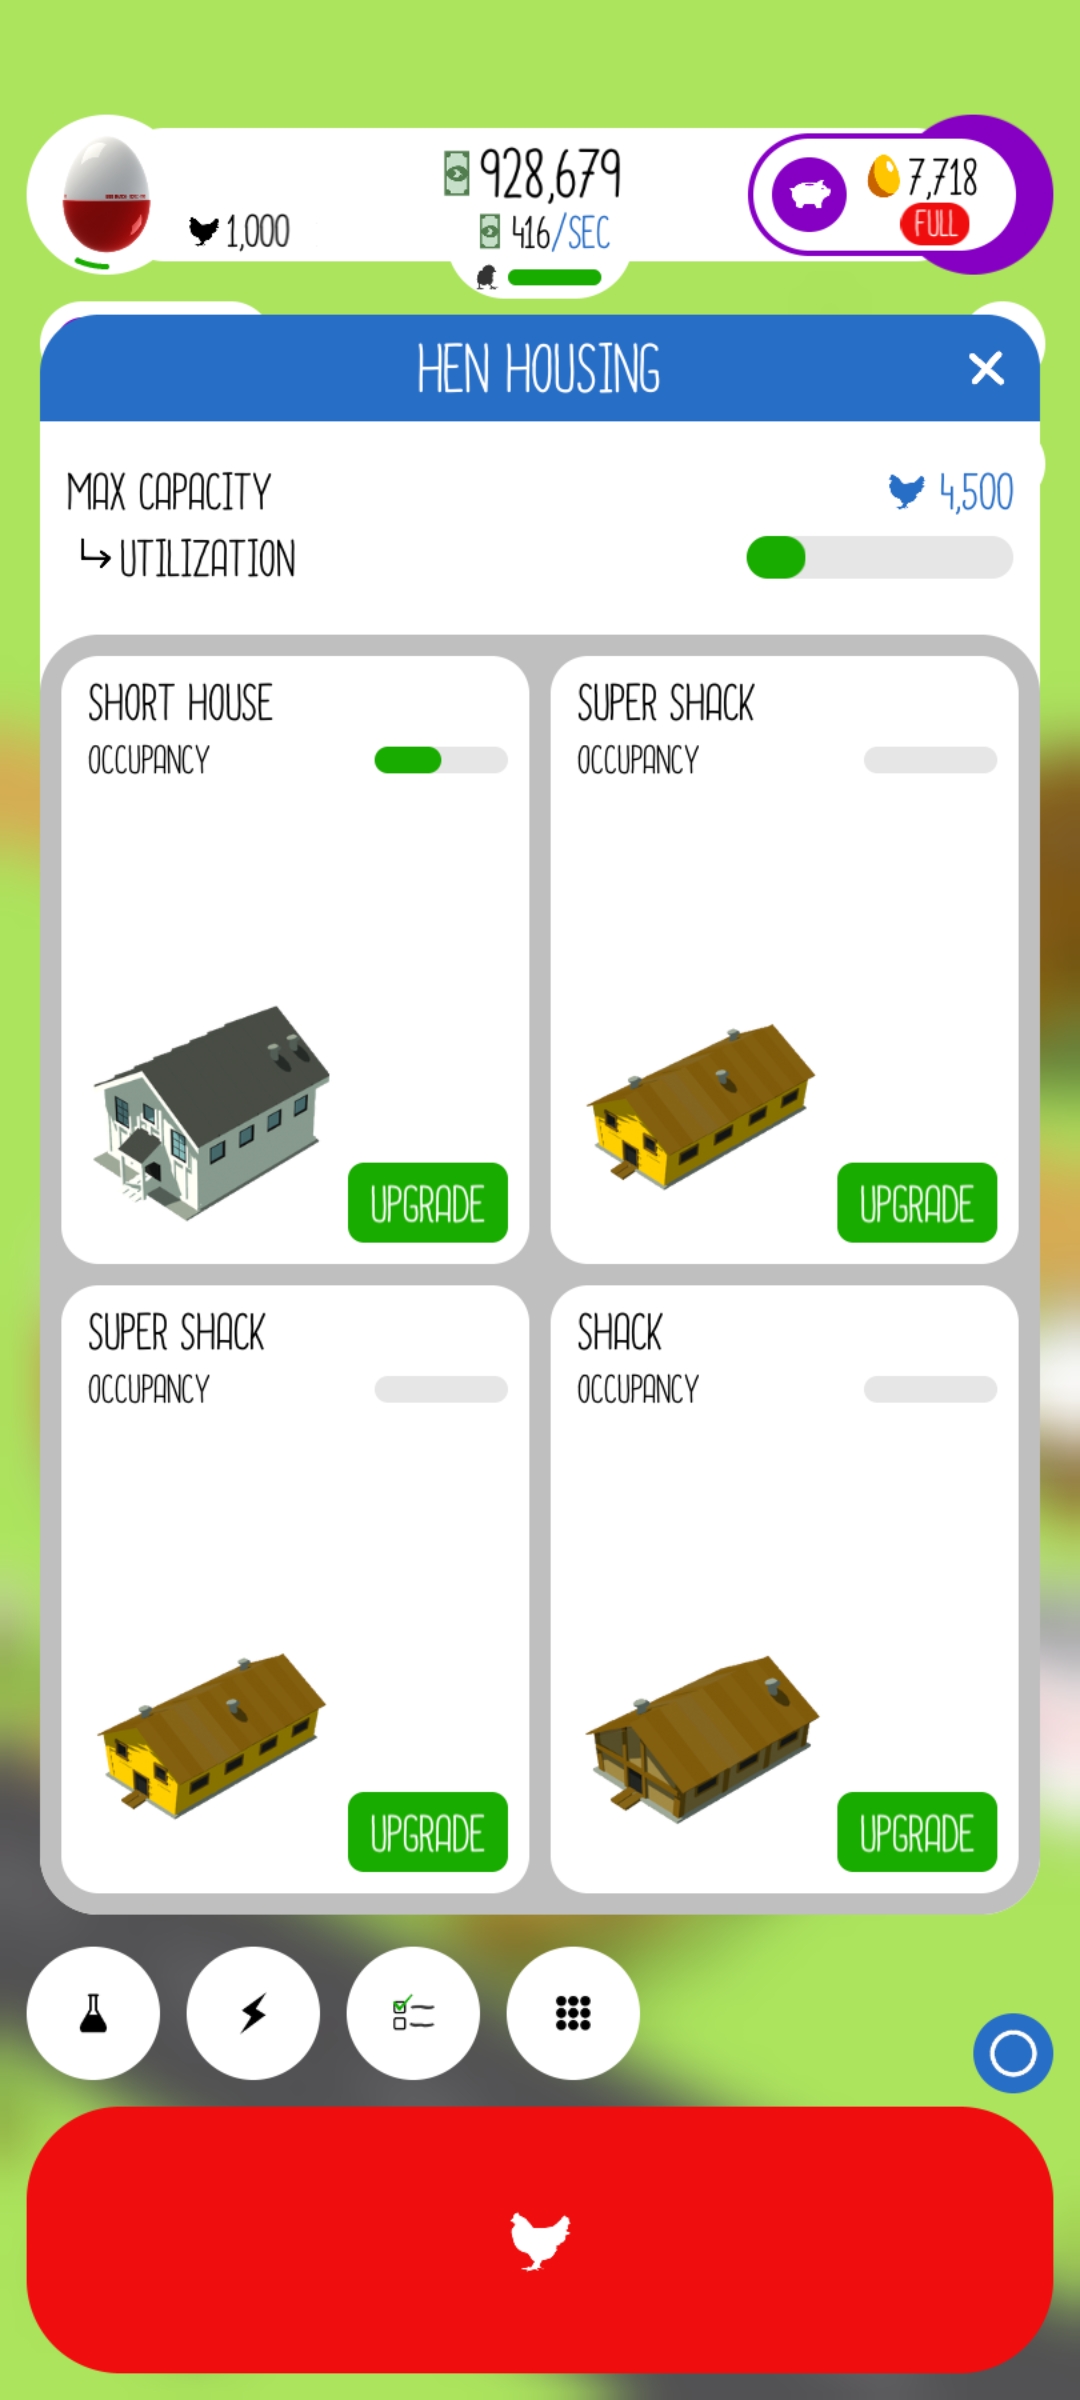 928,679
1,000
416/SEC
7,718
FULL
HEN HOUSING
MAX CAPACITY
4,500
UTILIZATION
SHORT HOUSE
OCCUPANCY
UPGRADE
SUPER SHACK
OCCUPANCY
UPGRADE
SUPER SHACK
OCCUPANCY
UPGRADE
SHACK
OCCUPANCY
UPGRADE